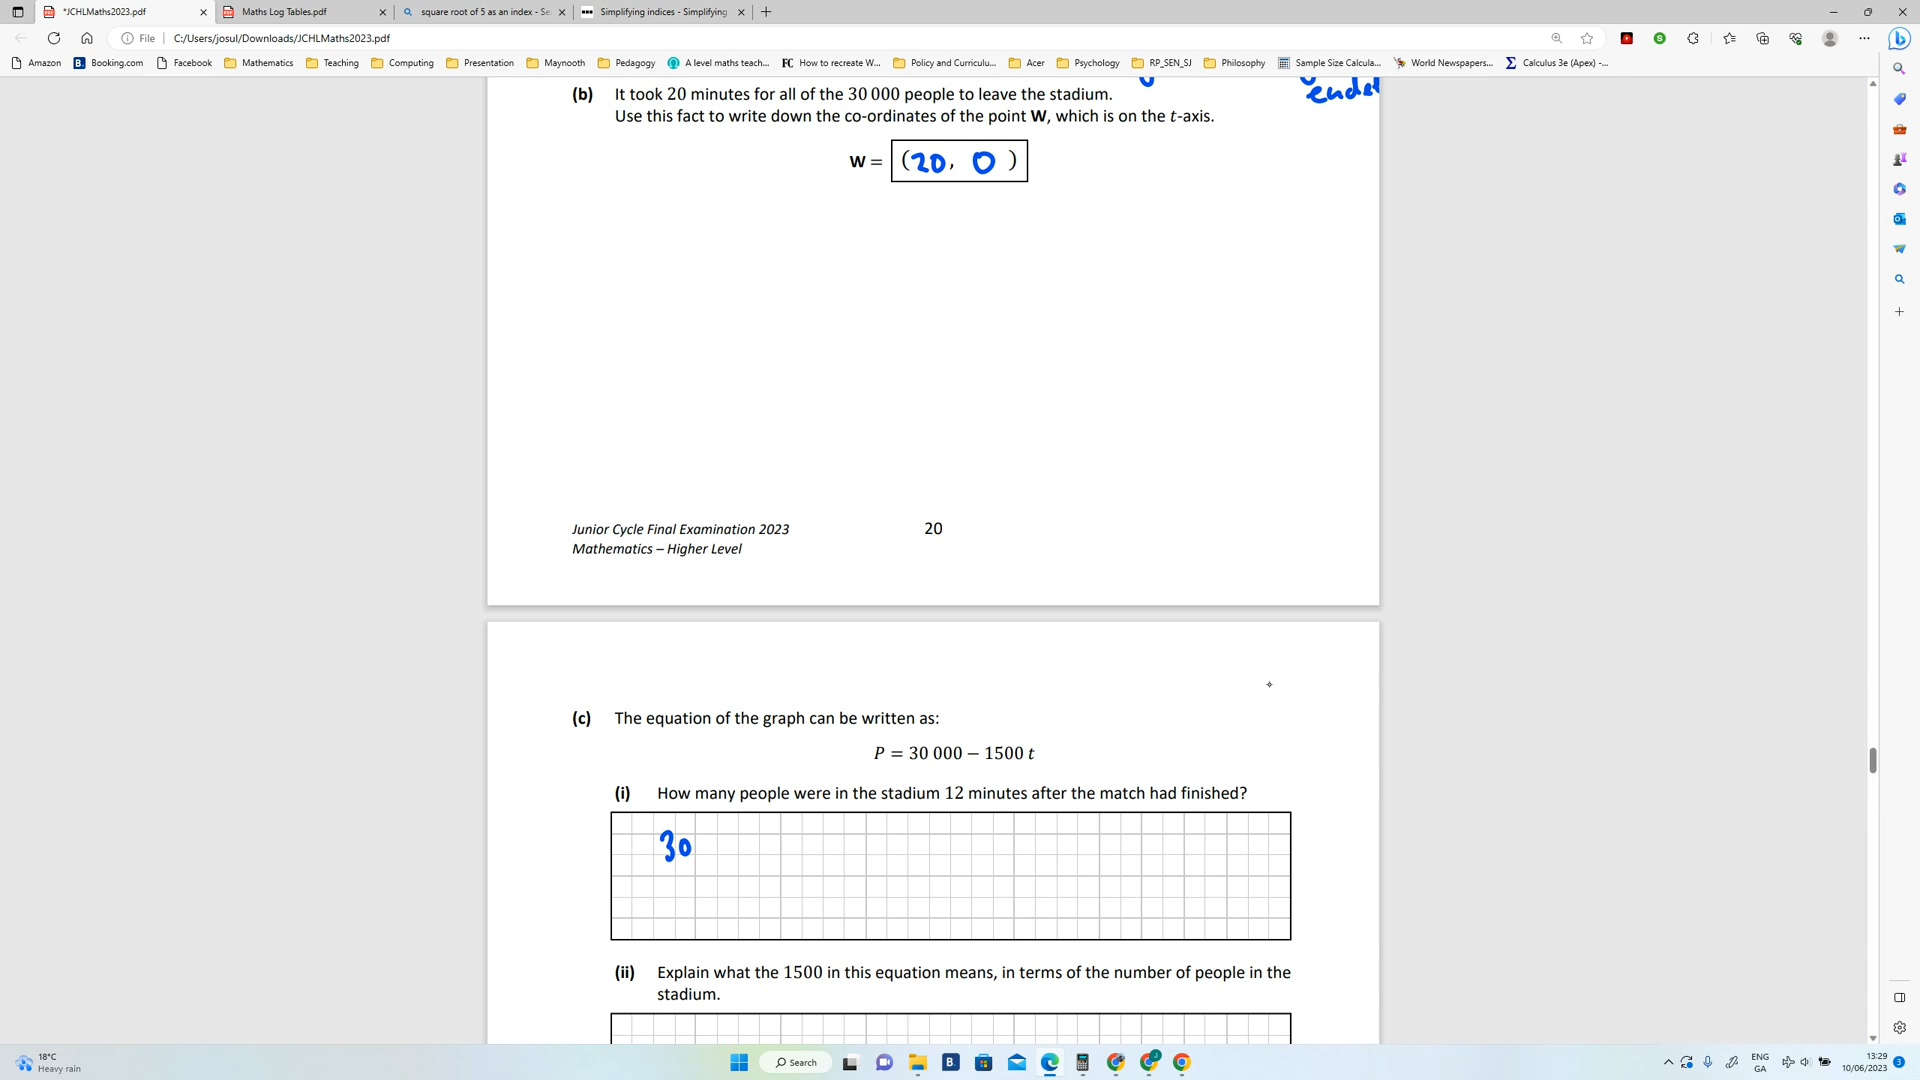 *JCHLMaths2023.pdf
Maths Log Tables.pdf
square root of 5 as an index - Se
Simplifying indices - Simplifying
File
C:/Users/josul/Downloads/JCHLMaths2023.pdf
Amazon
Booking.com
Facebook
Mathematics
Teaching
Computing
Presentation
Maynooth
Pedagogy
A level maths teach...
How to recreate W...
Policy and Curriculu...
Acer
Psychology
RP_SEN_SJ
Philosophy
Sample Size Calcula...
World Newspapers...
Calculus 3e (Apex) -...
ended
(b) It took 20 minutes for all of the 30 000 people to leave the stadium.
Use this fact to write down the co-ordinates of the point W, which is on the t-axis.
W = (20, 0)
Junior Cycle Final Examination 2023
20
Mathematics – Higher Level
(c) The equation of the graph can be written as:
P = 30 000 − 1500 t
(i) How many people were in the stadium 12 minutes after the match had finished?
30
(ii) Explain what the 1500 in this equation means, in terms of the number of people in the
stadium.
18°C
Heavy rain
Search
ENG
GA
13:29
10/06/2023
3